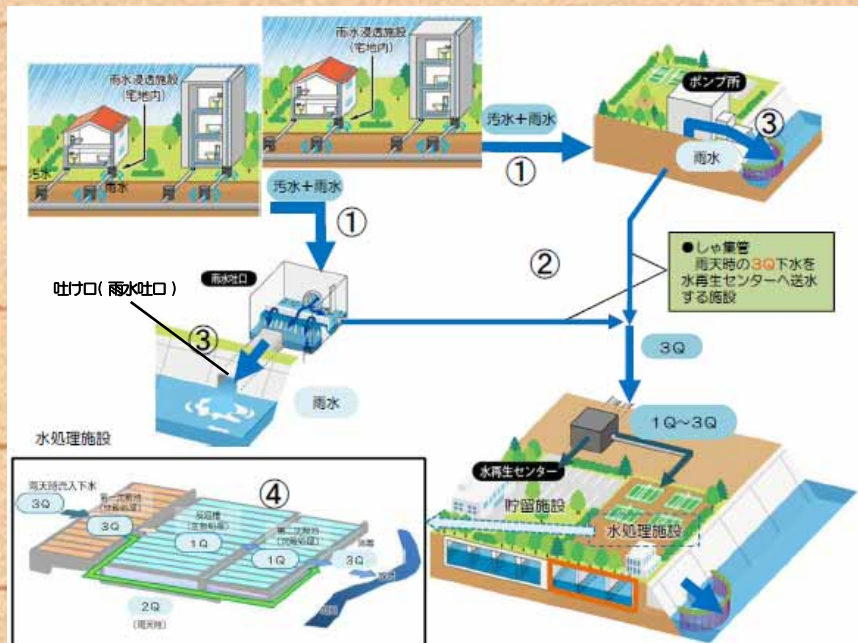 雨水浸透施設
(宅地内)
汚水
雨水
雨水浸透施設
(宅地内)
汚水+雨水
①
汚水+雨水
①
ポンプ所
③
雨水
②
●しゃ集管
雨天時の3Q下水を
水再生センターへ送水
する施設
吐け口(雨水吐口)
雨水吐口
③
雨水
3Q
1Q~3Q
水再生センター
貯留施設
水処理施設
水処理施設
④
雨天時流入下水
3Q
3Q
反応槽
1Q
1Q
消毒
3Q
2Q
(雨天時)